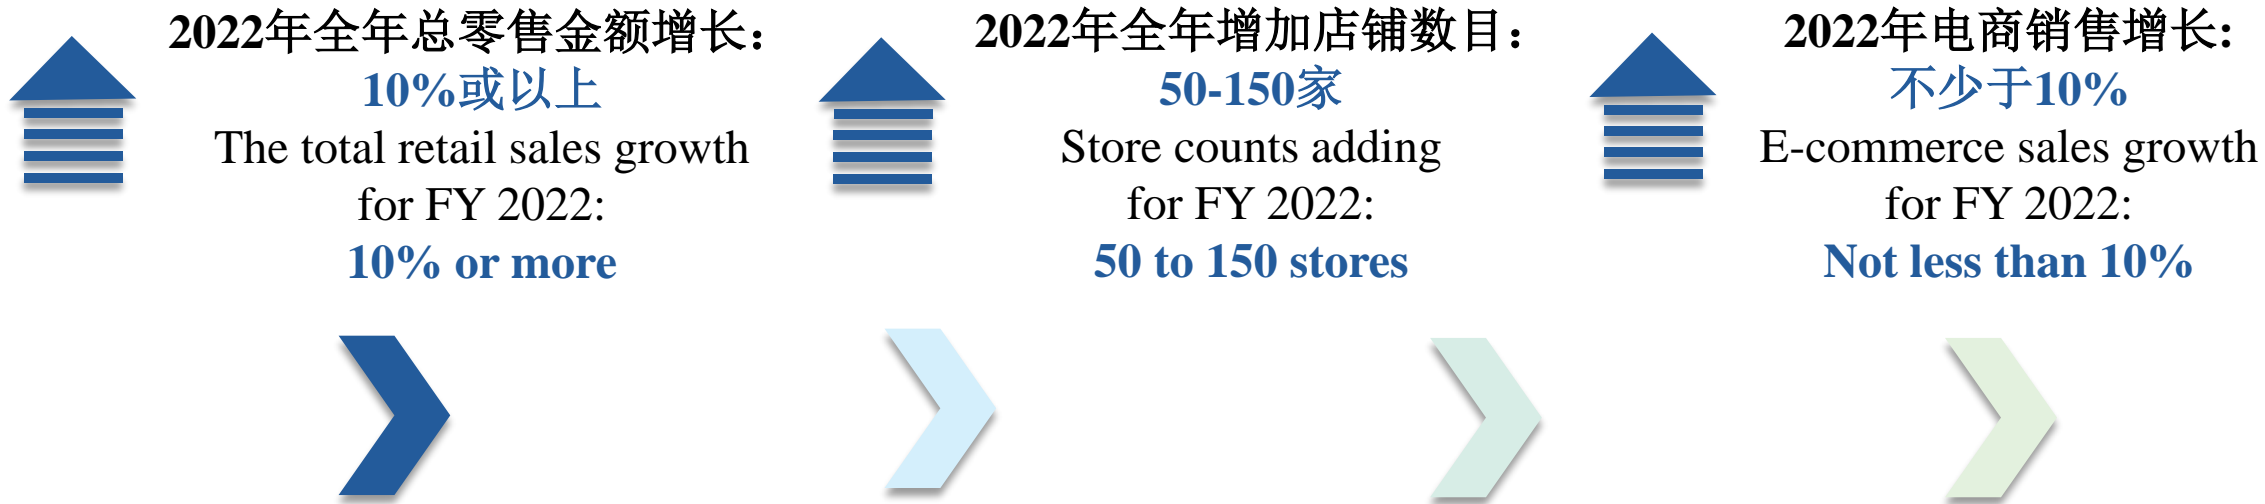 2022年全年总零售金额增长：
10%或以上
The total retail sales growth
for FY 2022:
10% or more
2022年全年增加店铺数目：
50-150家
Store counts adding
for FY 2022:
50 to 150 stores
2022年电商销售增长:
不少于10%
E-commerce sales growth
for FY 2022:
Not less than 10%